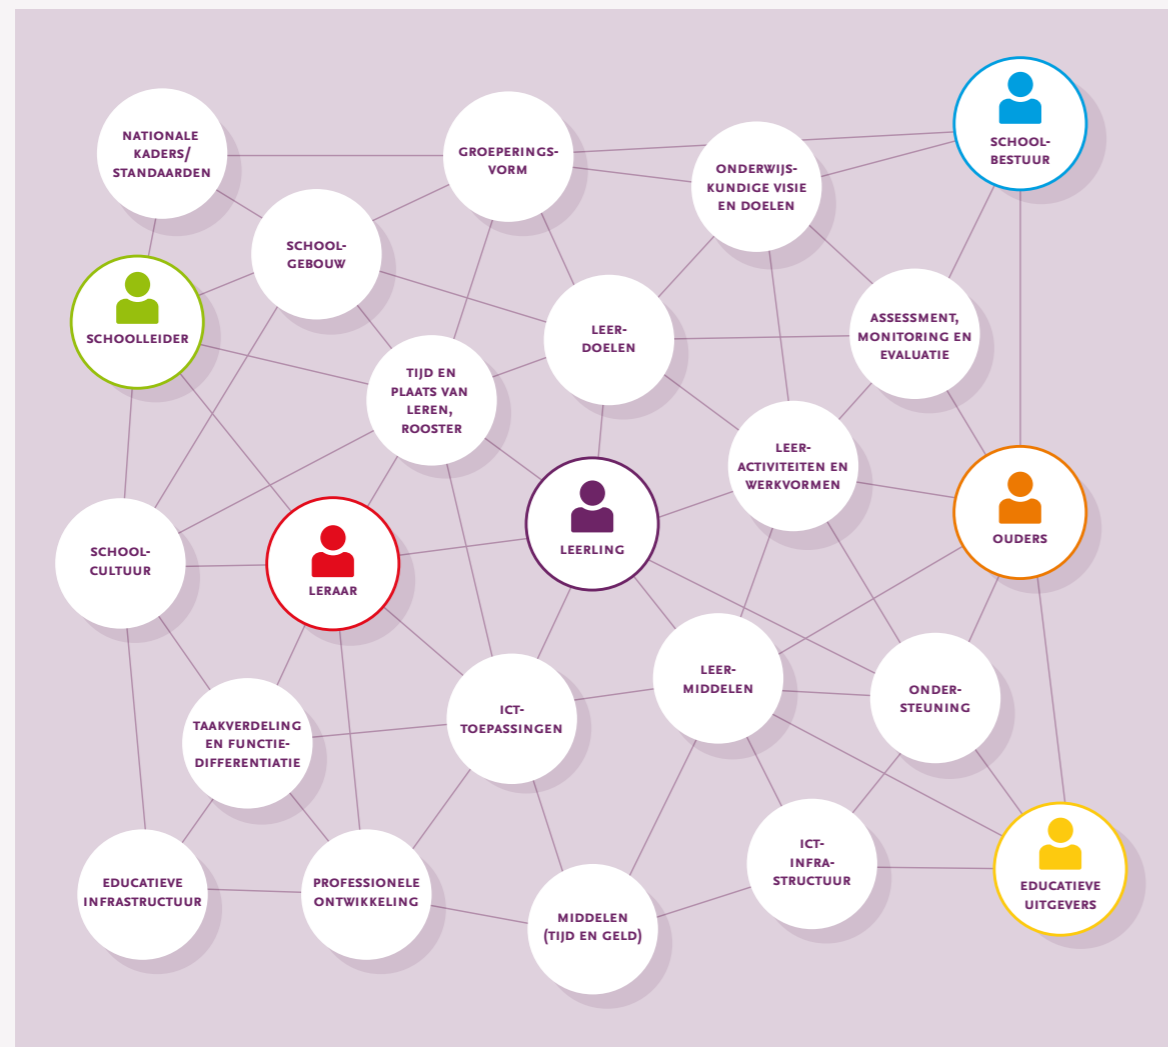 NATIONALE
KADERS/
STANDAARDEN
GROEPERINGS-
VORM
ONDERWIJS-
KUNDIGE VISIE
EN DOELEN
SCHOOL-
BESTUUR
SCHOOL-
GEBOUW
SCHOOLLEIDER
LEER-
DOELEN
ASSESSMENT,
MONITORING EN
EVALUATIE
TIJD EN
PLAATS VAN
LEREN,
ROOSTER
LEER-
ACTIVITEITEN EN
WERKVORMEN
SCHOOL-
CULTUUR
LERAAR
LEERLING
OUDERS
TAAKVERDELING
EN FUNCTIE-
DIFFERENTIATIE
ICT-
TOEPASSINGEN
LEER-
MIDDELEN
ONDER-
STEUNING
EDUCATIEVE
INFRASTRUCTUUR
PROFESSIONELE
ONTWIKKELING
MIDDELEN
(TIJD EN GELD)
ICT-
INFRA-
STRUCTUUR
EDUCATIEVE
UITGEVERS